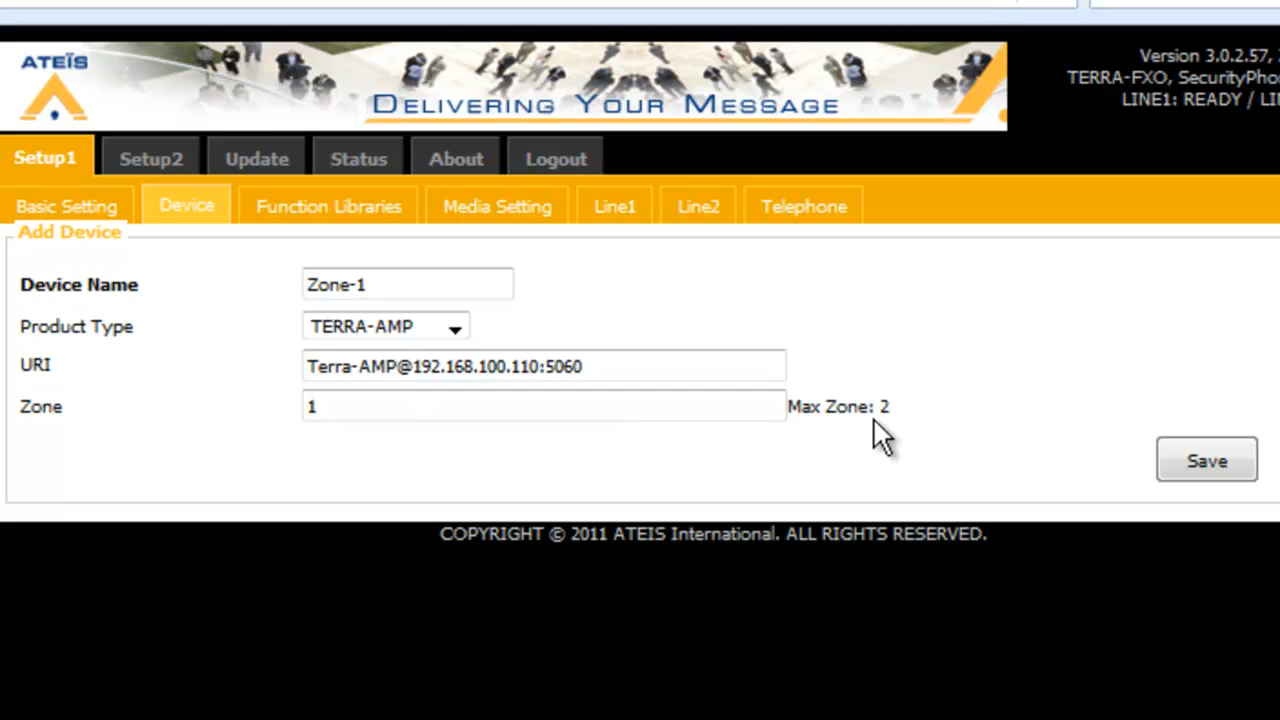 ATEÏS
DELIVERING YOUR MESSAGE
Version 3.0.2.57,
TERRA-FXO,
LINE1: READY /
Setup1 Setup2 Update Status About Logout
Basic Setting Device Function Libraries Media Setting Line1 Line2 Telephone
Add Device
Device Name Zone-1
Product Type TERRA-AMP
URI Terra-AMP@192.168.100.110:5060
Zone 1 Max Zone: 2
Save
COPYRIGHT © 2011 ATEIS International. ALL RIGHTS RESERVED.